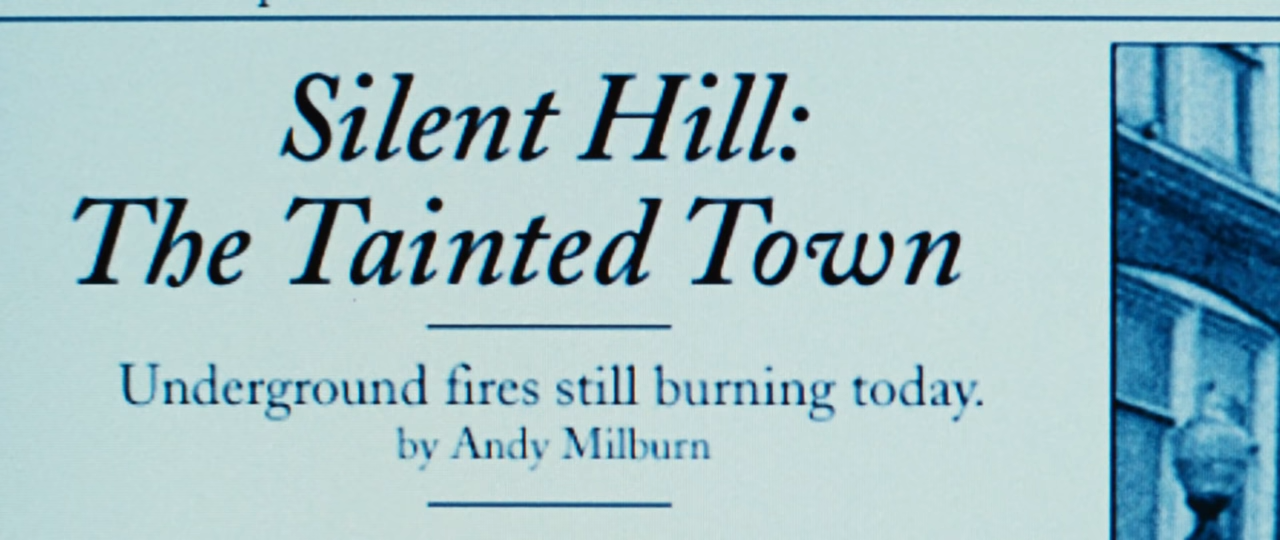 Silent Hill:
The Tainted Town
Underground fires still burning today.
by Andy Milburn